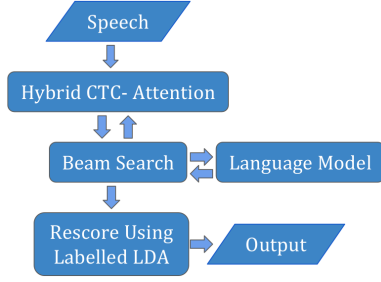 Speech
Hybrid CTC- Attention
Beam Search
Language Model
Rescore Using
Labelled LDA
Output